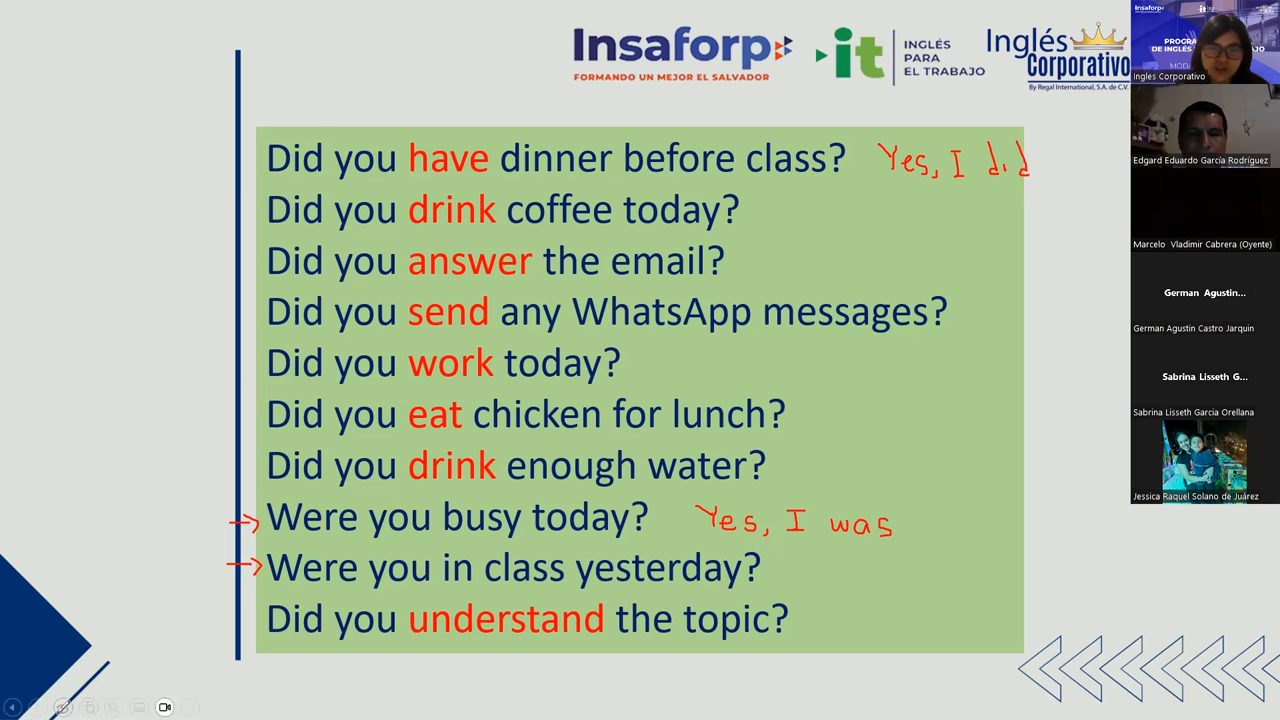 Insaforp
FORMANDO UN MEJOR EL SALVADOR
it
INGLÉS
PARA
EL TRABAJO
Inglés
Corporativo
By Regal International, S.A. de C.V.
Did you have dinner before class? Yes, I did
Did you drink coffee today?
Did you answer the email?
Did you send any WhatsApp messages?
Did you work today?
Did you eat chicken for lunch?
Did you drink enough water?
Were you busy today? Yes, I was
Were you in class yesterday?
Did you understand the topic?
Insaforp
it
Ingles Corporativo
Edgard Eduardo García Rodríguez
Marcelo Vladimir Cabrera (Oyente)
German Agustin...
German Agustin Castro Jarquin
Sabrina Lisseth G...
Sabrina Lisseth Garcia Orellana
Jessica Raquel Solano de Juárez